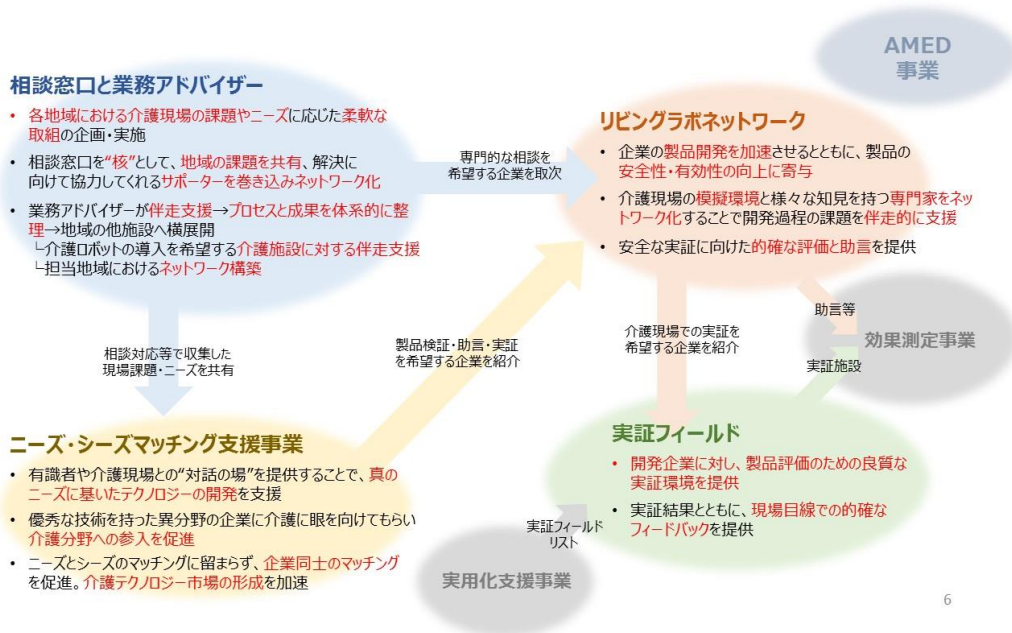 AMED
事業
相談窓口と業務アドバイザー
• 各地域における介護現場の課題やニーズに応じた柔軟な
取組の企画・実施
• 相談窓口を“核”として、地域の課題を共有、解決に
向けて協力してくれるサポーターを巻き込みネットワーク化
• 業務アドバイザーが伴走支援→プロセスと成果を体系的に整
理→地域の他施設へ横展開
└介護ロボットの導入を希望する介護施設に対する伴走支援
└担当地域におけるネットワーク構築
専門的な相談を
希望する企業を取次
リビングラボネットワーク
• 企業の製品開発を加速させるとともに、製品の
安全性・有効性の向上に寄与
• 介護現場の模擬環境と様々な知見を持つ専門家をネッ
トワーク化することで開発過程の課題を伴走的に支援
• 安全な実証に向けた的確な評価と助言を提供
相談対応等で収集した
現場課題・ニーズを共有
製品検証・助言・実証
を希望する企業を紹介
介護現場での実証を
希望する企業を紹介
助言等
効果測定事業
実証施設
ニーズ・シーズマッチング支援事業
• 有識者や介護現場との“対話の場”を提供することで、真の
ニーズに基いたテクノロジーの開発を支援
• 優秀な技術を持った異分野の企業に介護に眼を向けてもらい
介護分野への参入を促進
• ニーズとシーズのマッチングに留まらず、企業同士のマッチング
を促進。介護テクノロジー市場の形成を加速
実証フィールド
• 開発企業に対し、製品評価のための良質な
実証環境を提供
• 実証結果とともに、現場目線での的確な
フィードバックを提供
実証フィールド
リスト
実用化支援事業
6